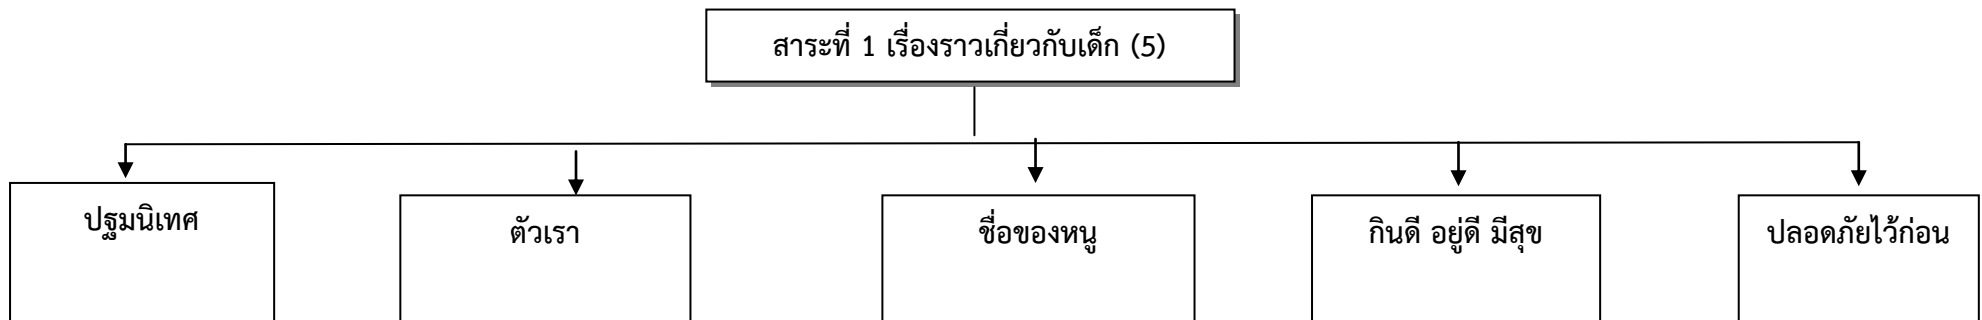 สาระที่ 1 เรื่องราวเกี่ยวกับเด็ก (5)
ปฐมนิเทศ
ตัวเรา
ชื่อของหนู
กินดี อยู่ดี มีสุข
ปลอดภัยไว้ก่อน